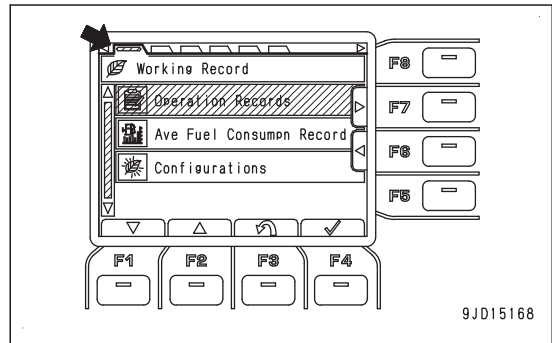 Working Record
F8
Operation Records
F7
Ave Fuel Consumpn Record
F6
Configurations
F5
F1 F2 F3 F4
9JD15168